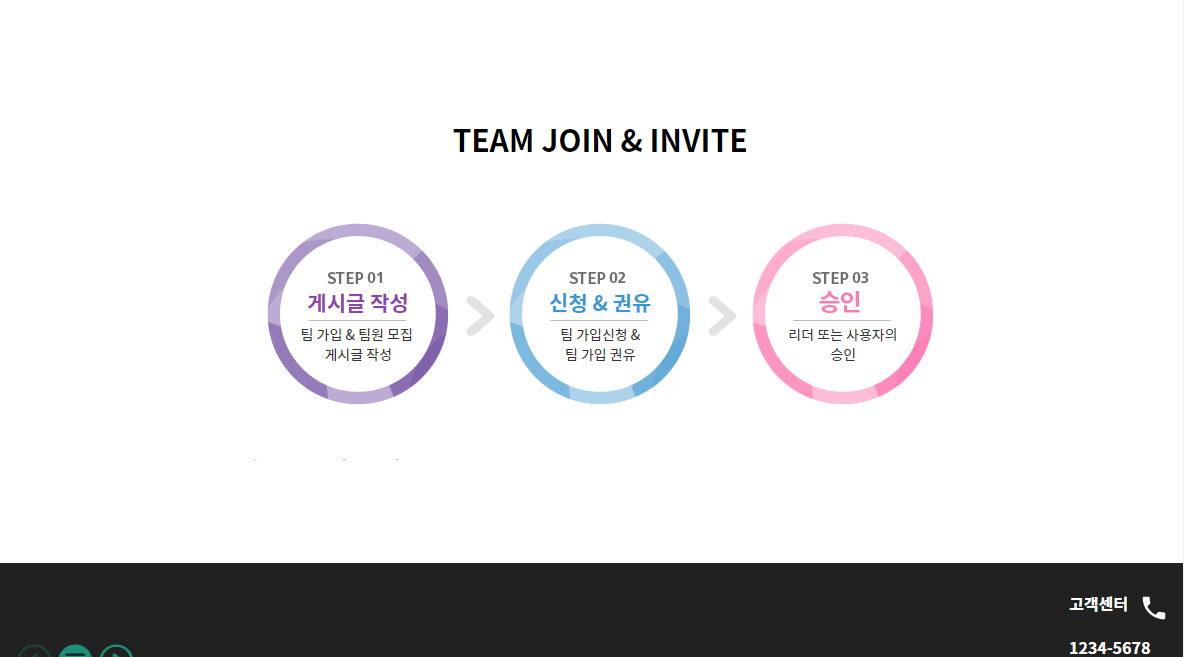 TEAM JOIN & INVITE
STEP 01
게시글 작성
팀 가입 & 팀원 모집
게시글 작성
STEP 02
신청 & 권유
팀 가입신청 &
팀 가입 권유
STEP 03
승인
리더 또는 사용자의
승인
고객센터
1234-5678